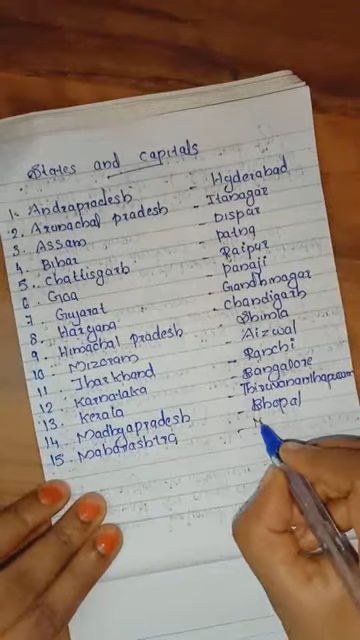 States and capitals
1. Andrapradesh - Hyderabad
2. Arunachal pradesh - Itanagar
3. Assam - Dispur
4. Bihar - patna
5. Chattisgarh - Raipur
6 Goa - panaji
7 Gujarat - Gandhinagar
8. Haryana - Chandigarh
9. Himachal pradesh - Shimla
10 Mizoram - Aizwal
11 Jharkhand - Ranchi
12 Karnataka - Bangalore
13. Kerala - Thiruvananthapuram
14. Madhyapradesh - Bhopal
15. Maharashtra -